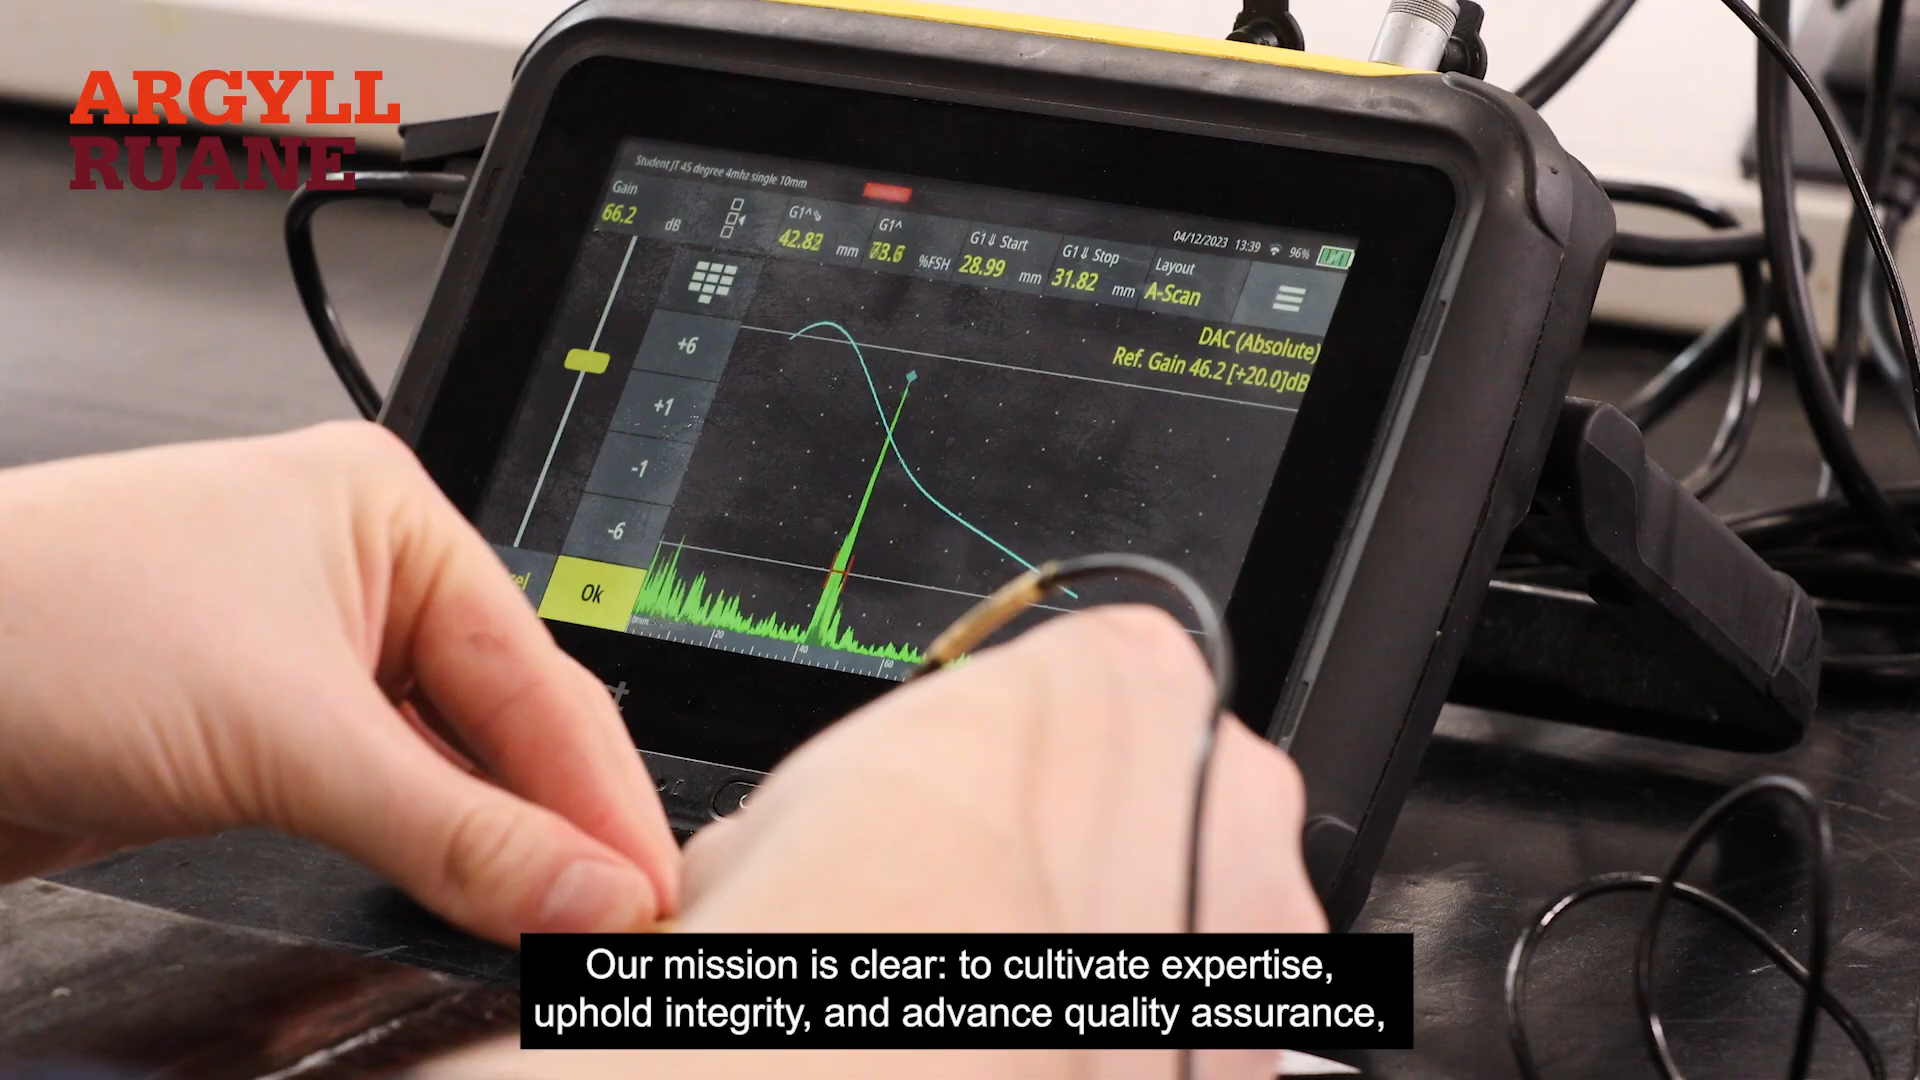 ARGYLL
RUANE
Student JT 45 degree 4mhz single 10mm
04/12/2023 13:39 96%
Gain
66.2 dB
G1^
42.82 mm
G1^
%FSH
G1⇓ Start
28.99 mm
G1⇓ Stop
31.82 mm
Layout
A-Scan
DAC (Absolute)
Ref. Gain 46.2 [+20.0]dB
+6
+1
-1
-6
Ok
0mm 20 40 60
Our mission is clear: to cultivate expertise,
uphold integrity, and advance quality assurance,